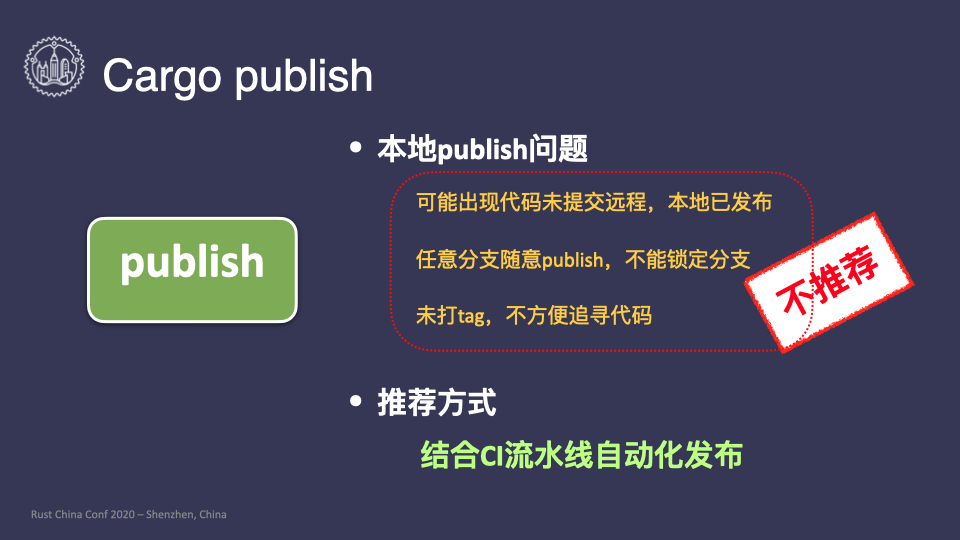 Cargo publish
• 本地publish问题
可能出现代码未提交远程，本地已发布
publish
任意分支随意publish，不能锁定分支
不推荐
未打tag，不方便追寻代码
• 推荐方式
结合CI流水线自动化发布
Rust China Conf 2020 – Shenzhen, China